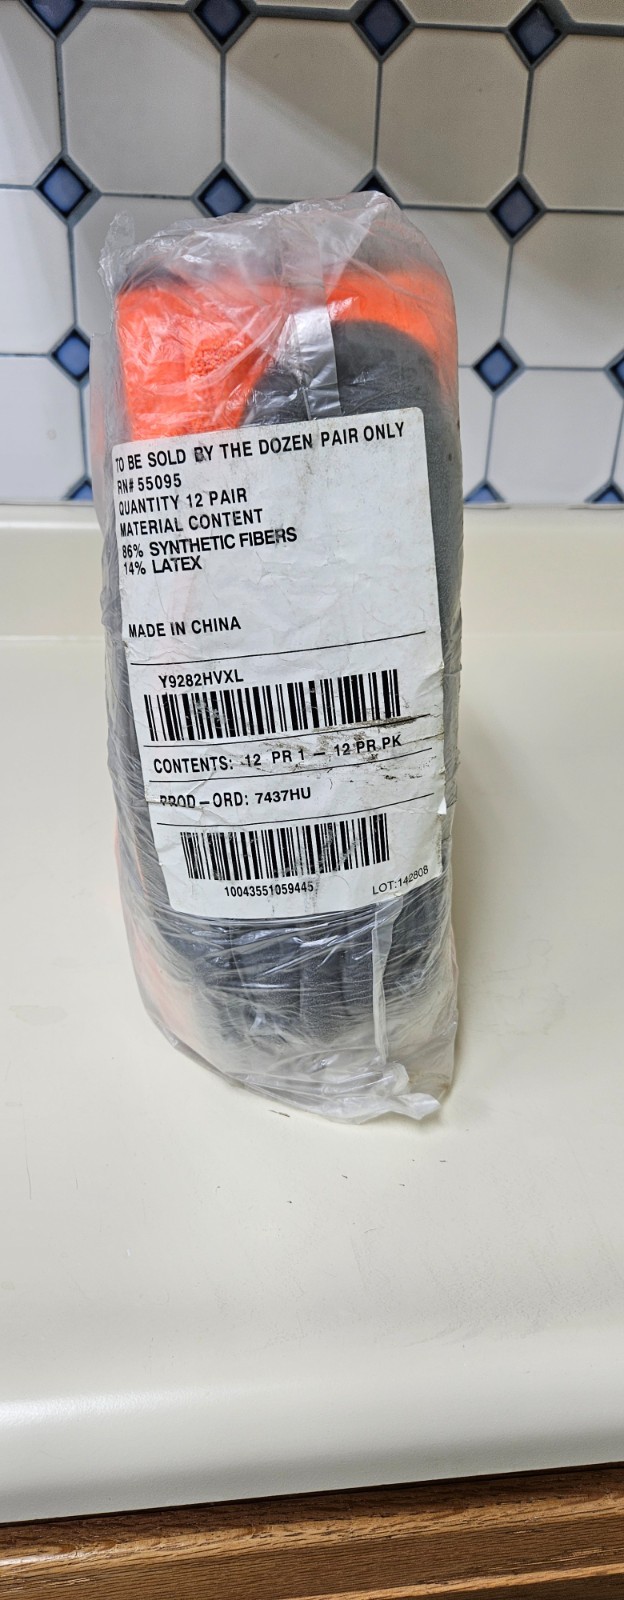 TO BE SOLD BY THE DOZEN PAIR ONLY
RN# 55095
QUANTITY 12 PAIR
MATERIAL CONTENT
86% SYNTHETIC FIBERS
14% LATEX
MADE IN CHINA
Y9282HVXL
CONTENTS: 12 PR 1 - 12 PR PK
PROD-ORD: 7437HU
10043551059445
LOT:142808